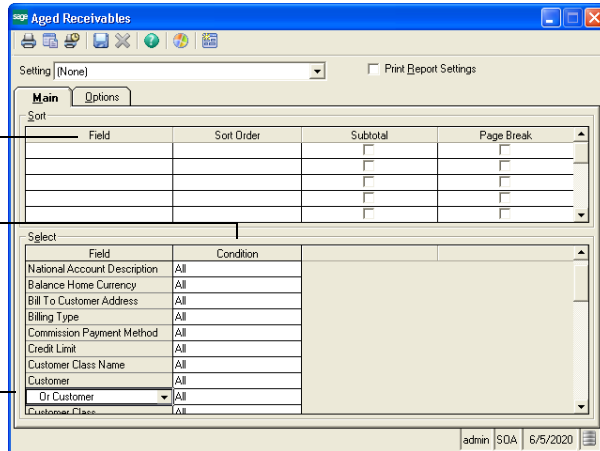 sage Aged Receivables
Setting (None) Print Report Settings
Main Options
Sort
Field Sort Order Subtotal Page Break
Select
Field Condition
National Account Description All
Balance Home Currency All
Bill To Customer Address All
Billing Type All
Commission Payment Method All
Credit Limit All
Customer Class Name All
Customer All
Or Customer All
Customer Class All
admin SOA 6/5/2020